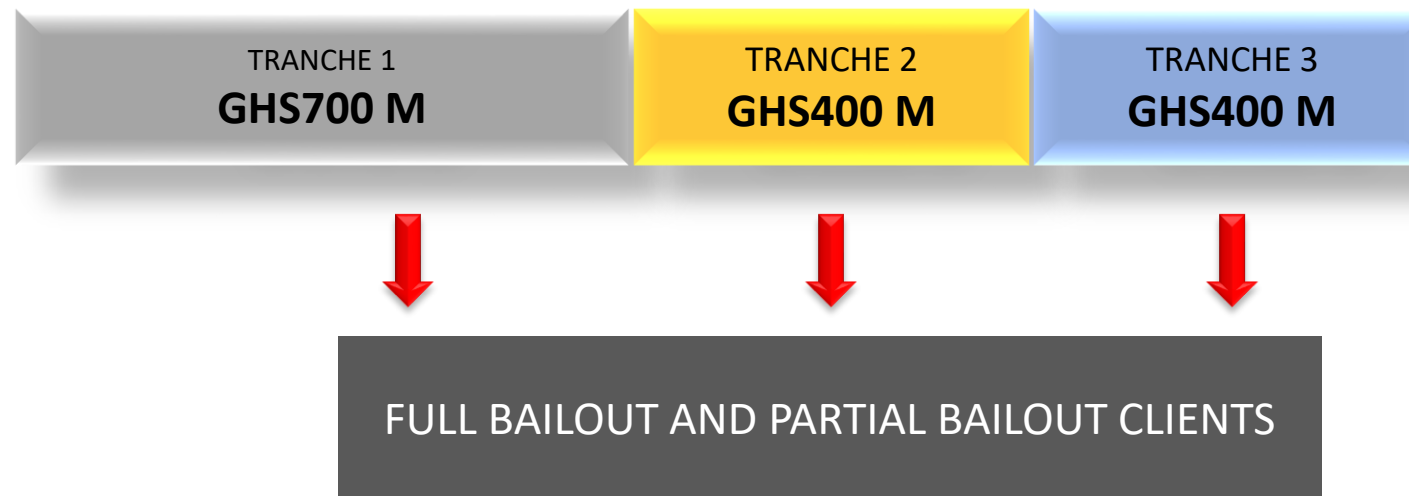 TRANCHE 1
GHS700 M
TRANCHE 2
GHS400 M
TRANCHE 3
GHS400 M
FULL BAILOUT AND PARTIAL BAILOUT CLIENTS